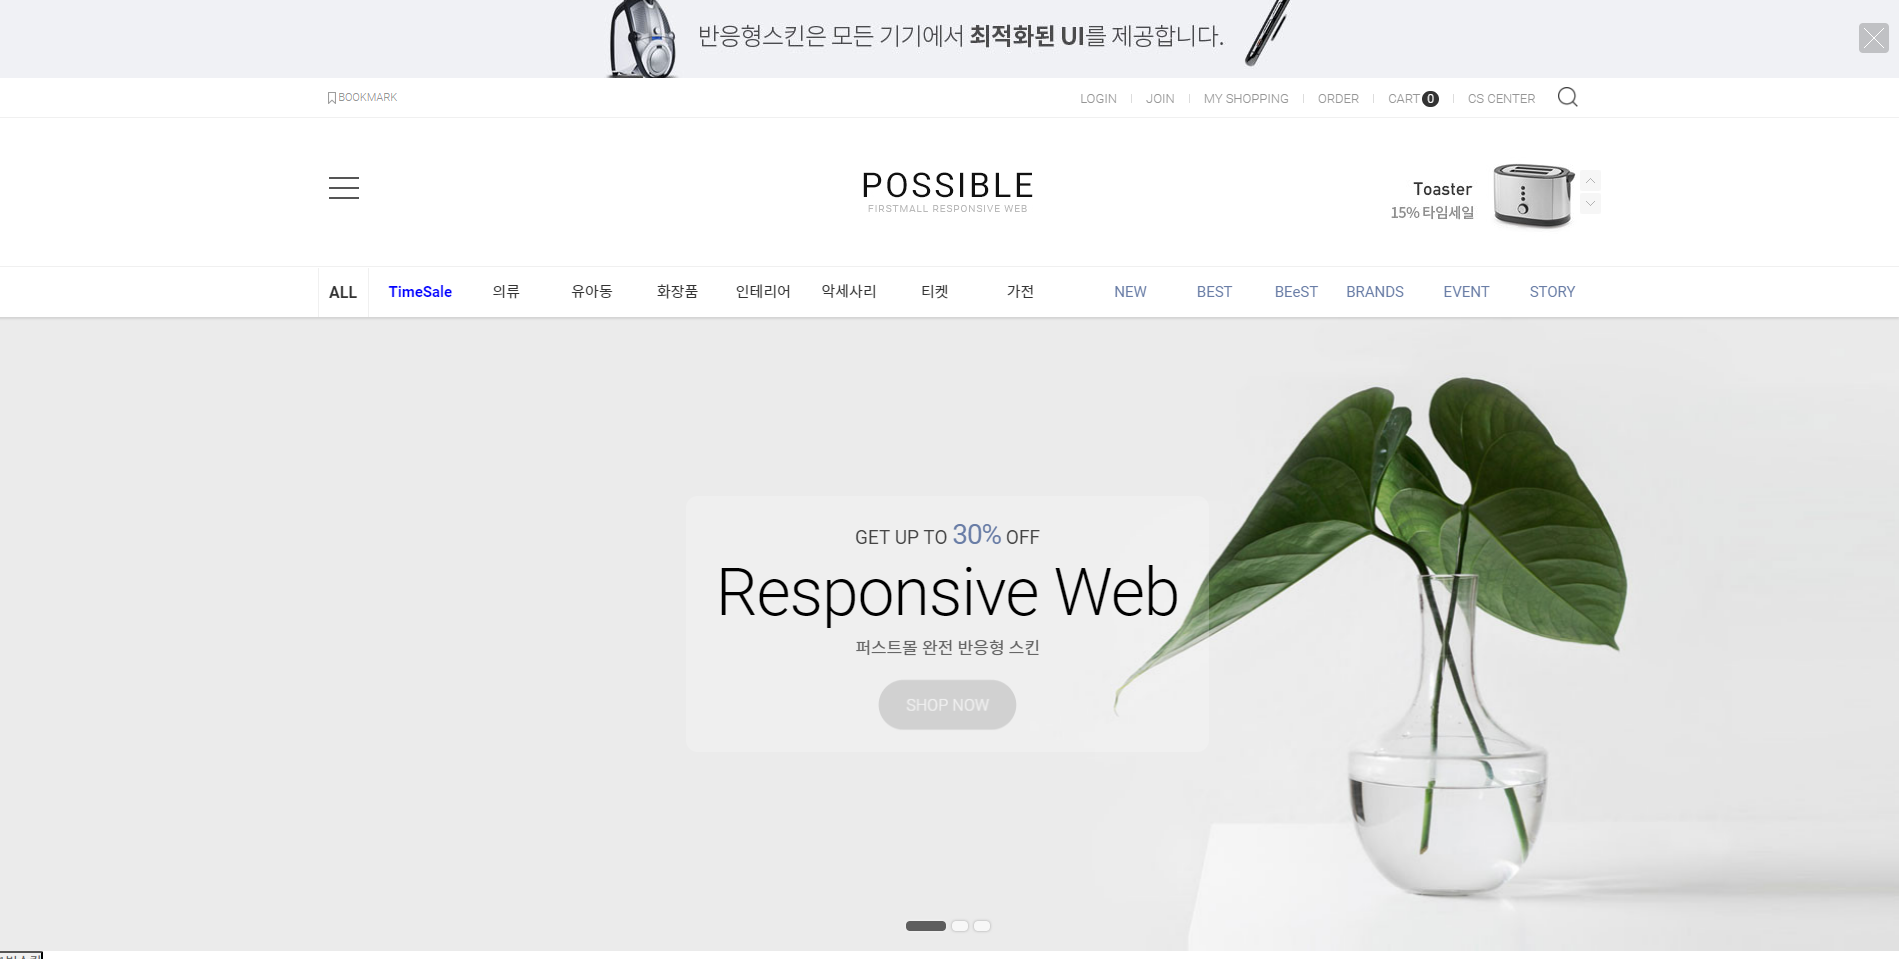 반응형스킨은 모든 기기에서 최적화된 UI를 제공합니다.
BOOKMARK
LOGIN
JOIN
MY SHOPPING
ORDER
CART 0
CS CENTER
POSSIBLE
FIRSTMALL RESPONSIVE WEB
Toaster
15% 타임세일
ALL
TimeSale
의류
유아동
화장품
인테리어
악세사리
티켓
가전
NEW
BEST
BEeST
BRANDS
EVENT
STORY
GET UP TO 30% OFF
Responsive Web
퍼스트몰 완전 반응형 스킨
SHOP NOW